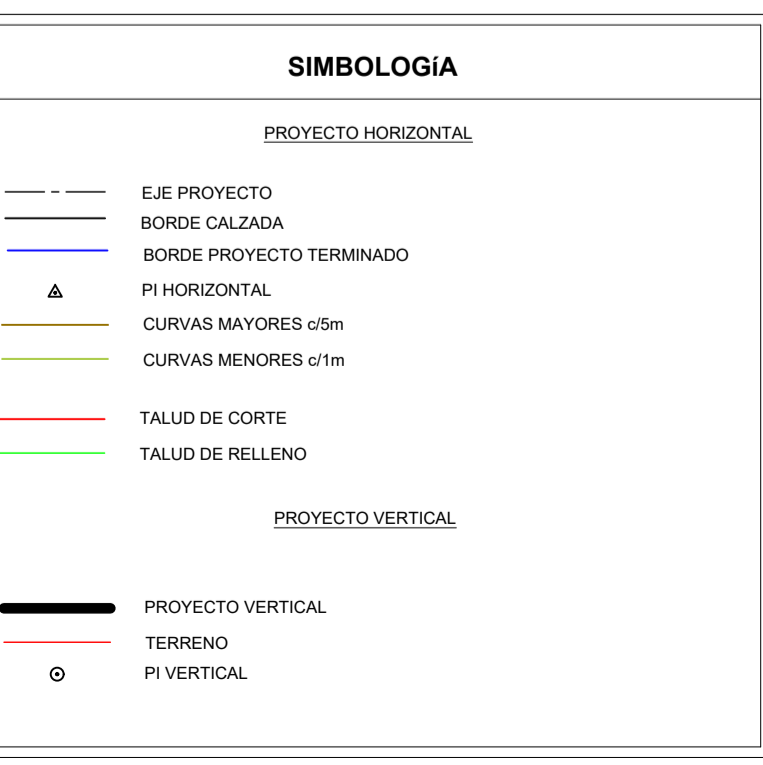 SIMBOLOGíA
PROYECTO HORIZONTAL
EJE PROYECTO
BORDE CALZADA
BORDE PROYECTO TERMINADO
PI HORIZONTAL
CURVAS MAYORES c/5m
CURVAS MENORES c/1m
TALUD DE CORTE
TALUD DE RELLENO
PROYECTO VERTICAL
PROYECTO VERTICAL
TERRENO
PI VERTICAL